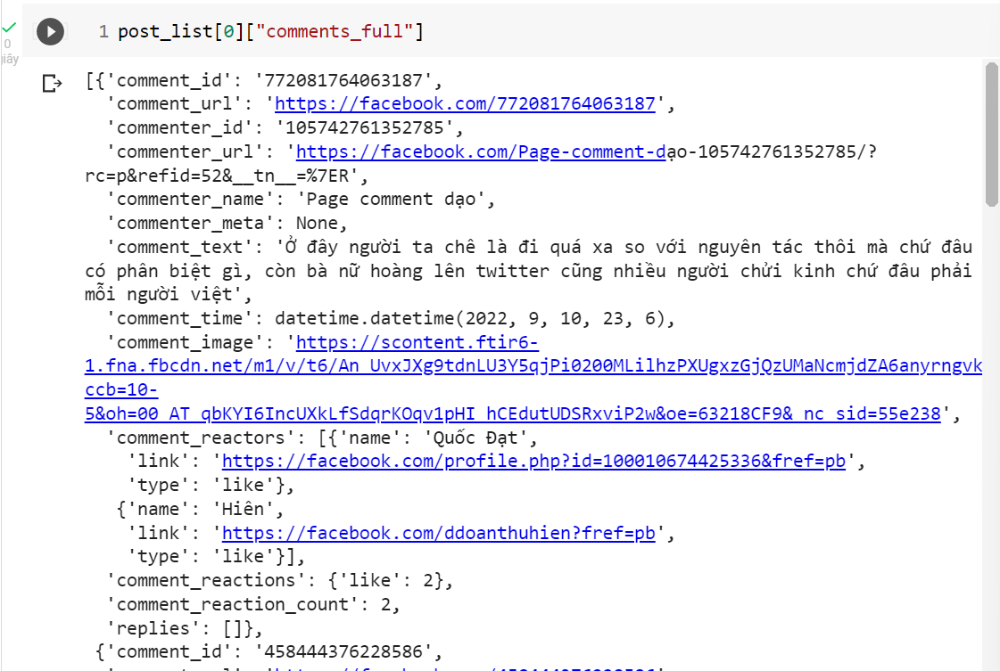 0
giây
1 post_list[0]["comments_full"]
[{'comment_id': '772081764063187',
'comment_url': 'https://facebook.com/772081764063187',
'commenter_id': '105742761352785',
'commenter_url': 'https://facebook.com/Page-comment-dạo-105742761352785/?
rc=p&refid=52&__tn__=%7ER',
'commenter_name': 'Page comment dạo',
'commenter_meta': None,
'comment_text': 'Ở đây người ta chê là đi quá xa so với nguyên tác thôi mà chứ đâu
có phân biệt gì, còn bà nữ hoàng lên twitter cũng nhiều người chửi kinh chứ đâu phải
mỗi người việt',
'comment_time': datetime.datetime(2022, 9, 10, 23, 6),
'comment_image': 'https://scontent.ftir6-
1.fna.fbcdn.net/m1/v/t6/An_UvxJXg9tdnLU3Y5qjPi0200MLilhzPXUgxzGjQzUMaNcmjdZA6anyrngvk
ccb=10-
5&oh=00_AT_qbKYI6IncUXkLfSdqrKOqv1pHI_hCEdutUDSRxviP2w&oe=63218CF9&_nc_sid=55e238',
'comment_reactors': [{'name': 'Quốc Đạt',
'link': 'https://facebook.com/profile.php?id=100010674425336&fref=pb',
'type': 'like'},
{'name': 'Hiên',
'link': 'https://facebook.com/ddoanthuhien?fref=pb',
'type': 'like'}],
'comment_reactions': {'like': 2},
'comment_reaction_count': 2,
'replies': []},
{'comment_id': '458444376228586',